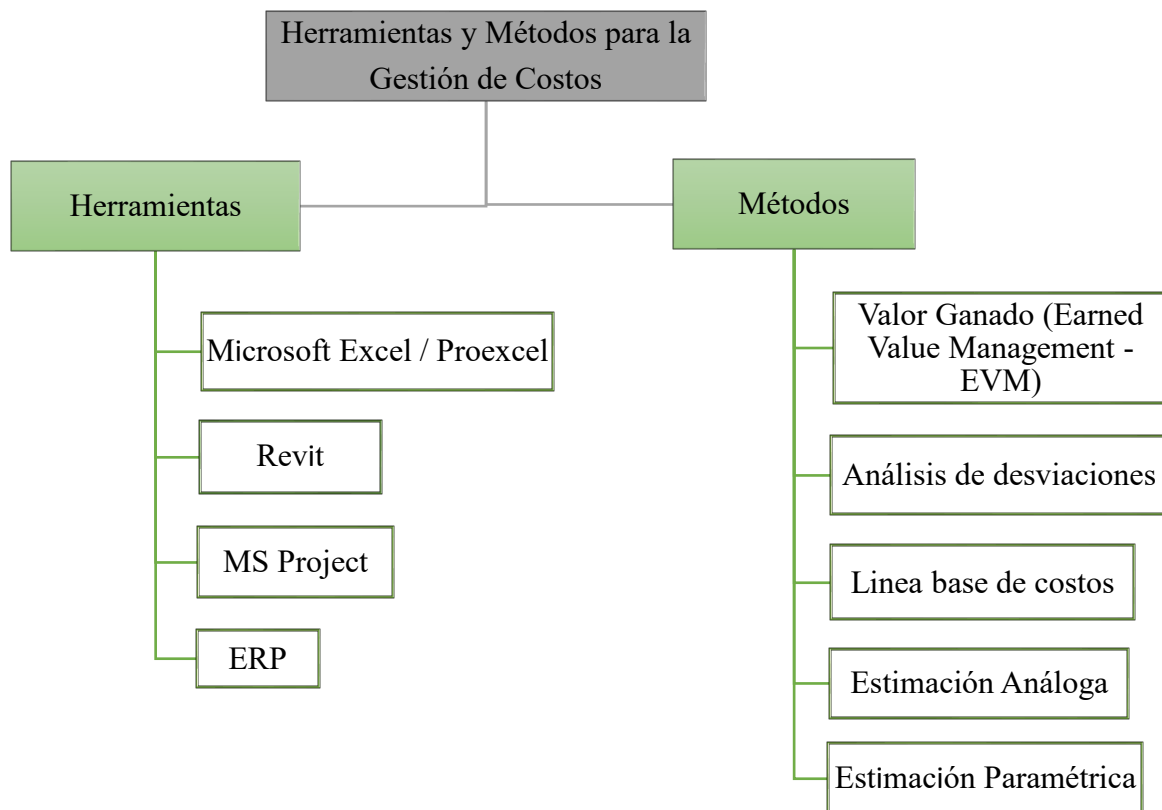 Herramientas y Métodos para la
Gestión de Costos
Herramientas
Métodos
Microsoft Excel / Proexcel
Revit
MS Project
ERP
Valor Ganado (Earned
Value Management -
EVM)
Análisis de desviaciones
Linea base de costos
Estimación Análoga
Estimación Paramétrica